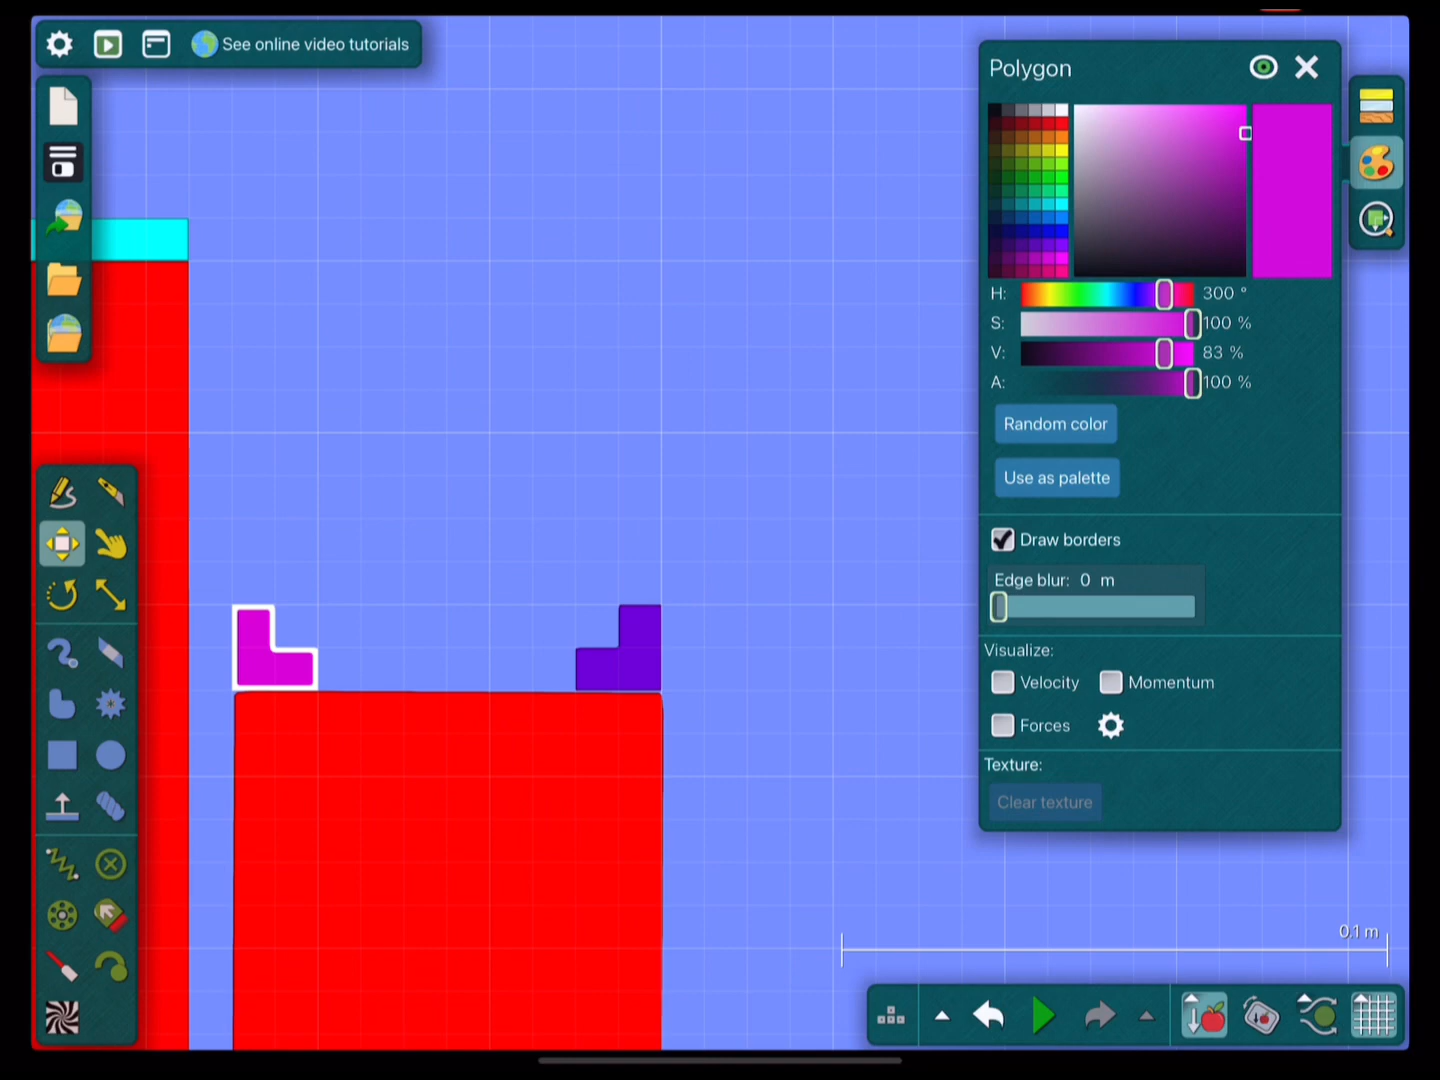 See online video tutorials
Polygon
H: 300 °
S: 100 %
V: 83 %
A: 100 %
Random color
Use as palette
Draw borders
Edge blur: 0 m
Visualize:
Velocity Momentum
Forces
Texture:
Clear texture
0.1 m